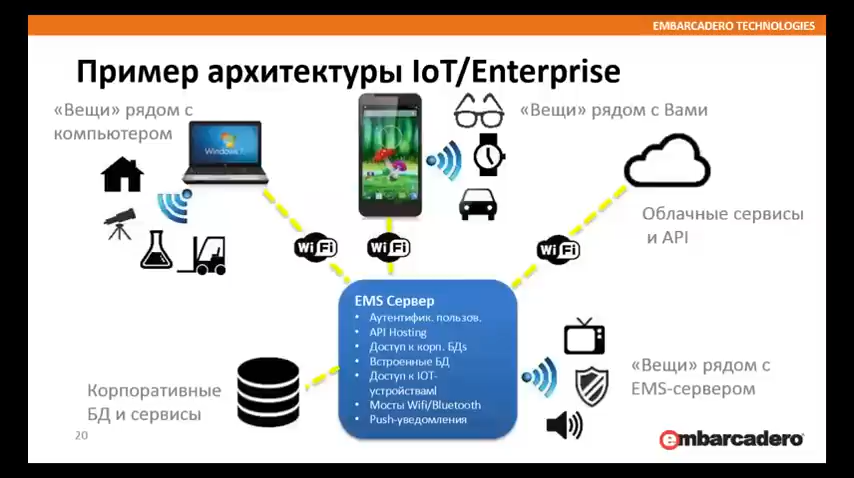 EMBARCADERO TECHNOLOGIES
Пример архитектуры IoT/Enterprise
«Вещи» рядом с
компьютером
Windows 7
«Вещи» рядом с Вами
Облачные сервисы
и API
WiFi
WiFi
WiFi
EMS Сервер
• Аутентифик. пользов.
• API Hosting
• Доступ к корп. БДs
• Встроенные БД
• Доступ к IOT-
устройствам!
• Мосты Wifi/Bluetooth
• Push-уведомления
Корпоративные
БД и сервисы
«Вещи» рядом с
EMS-сервером
20
embarcadero